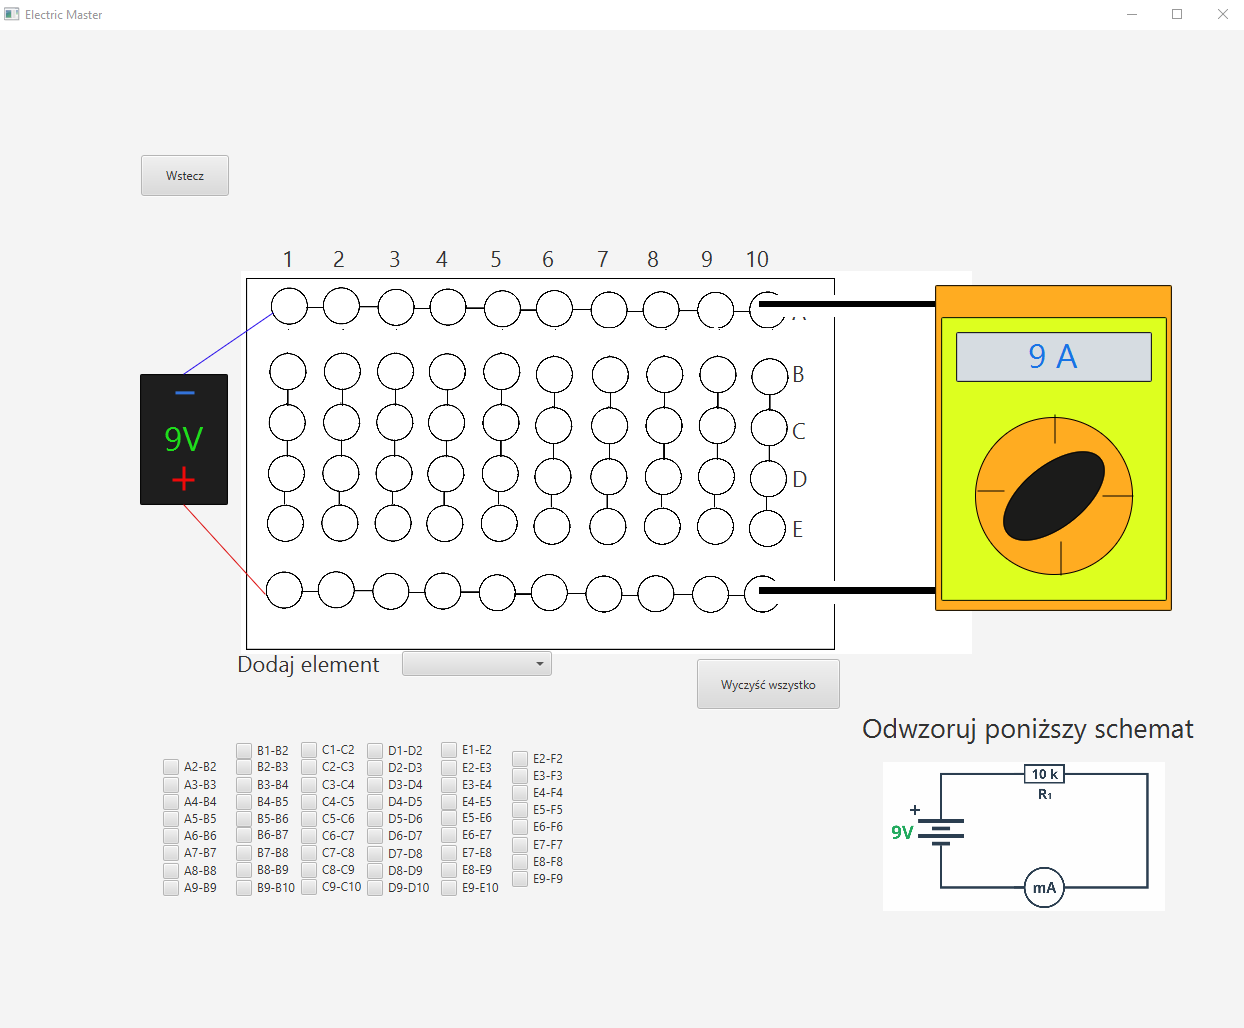 Electric Master
Wstecz
1 2 3 4 5 6 7 8 9 10
A
9 A
B
9V
C
D
E
Dodaj element
Wyczyść wszystko
Odwzoruj poniższy schemat
A2-B2
A3-B3
A4-B4
A5-B5
A6-B6
A7-B7
A8-B8
A9-B9
B1-B2
B2-B3
B3-B4
B4-B5
B5-B6
B6-B7
B7-B8
B8-B9
B9-B10
C1-C2
C2-C3
C3-C4
C4-C5
C5-C6
C6-C7
C7-C8
C8-C9
C9-C10
D1-D2
D2-D3
D3-D4
D4-D5
D5-D6
D6-D7
D7-D8
D8-D9
D9-D10
E1-E2
E2-E3
E3-E4
E4-E5
E5-E6
E6-E7
E7-E8
E8-E9
E9-E10
E2-F2
E3-F3
E4-F4
E5-F5
E6-F6
E7-F7
E8-F8
E9-F9
10 k
R₁
+
9V
mA